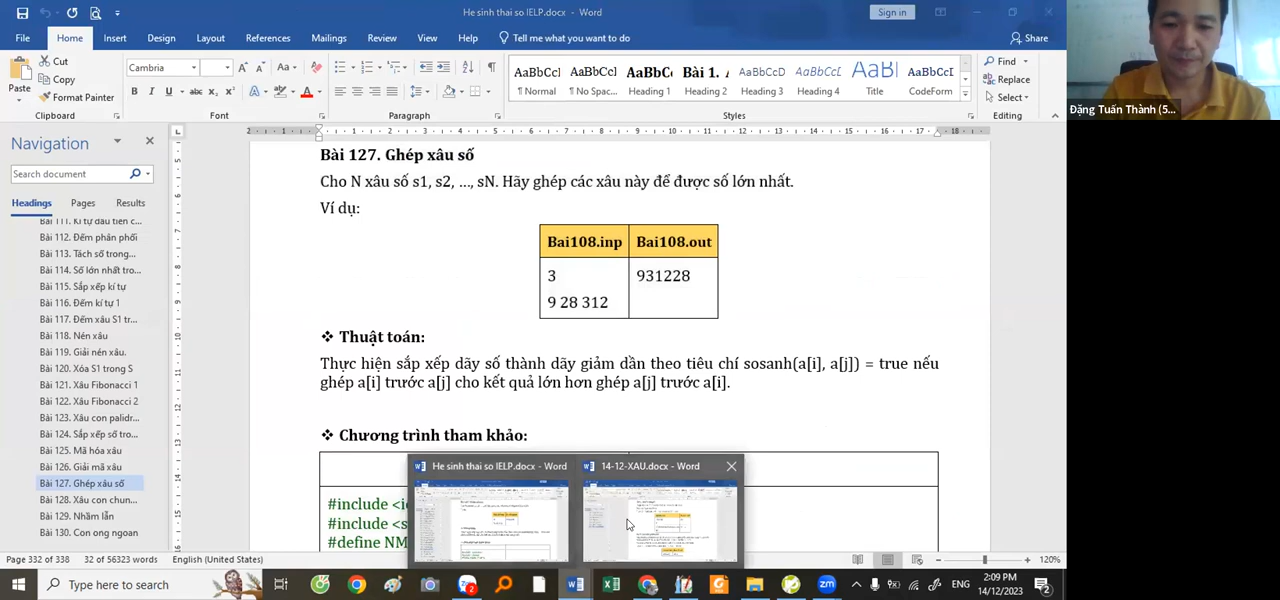 He sinh thai so IELP.docx - Word
Sign in
File Home Insert Design Layout References Mailings Review View Help Tell me what you want to do
Share
Paste
Cut
Copy
Format Painter
Clipboard
Cambria
Font
Paragraph
AaBbCcI AaBbCcI AaBbC Bài 1. AaBbCcD AaBbCcL AaBl AaBbCcI
¶ Normal ¶ No Spac... Heading 1 Heading 2 Heading 3 Heading 4 Title CodeForm
Styles
Find
Replace
Select
Editing
Đặng Tuấn Thành (5...
Navigation
Search document
Headings Pages Results
Bài 111. Kí tự đầu tiên c...
Bài 112. Đếm phân phối
Bài 113. Tách số trong...
Bài 114. Số lớn nhất tro...
Bài 115. Sắp xếp kí tự
Bài 116. Đếm kí tự 1
Bài 117. Đếm xâu S1 tr...
Bài 118. Nén xâu
Bài 119. Giải nén xâu.
Bài 120. Xóa S1 trong S
Bài 121. Xâu Fibonacci 1
Bài 122. Xâu Fibonacci 2
Bài 123. Xâu con palidr...
Bài 124. Sắp xếp số tro...
Bài 125. Mã hóa xâu
Bài 126. Giải mã xâu
Bài 127. Ghép xâu số
Bài 128. Xâu con chun...
Bài 129. Nhầm lẫn
Bài 130. Con ong ngoan
Bài 127. Ghép xâu số
Cho N xâu số s1, s2, ..., sN. Hãy ghép các xâu này để được số lớn nhất.
Ví dụ:
Bai108.inp Bai108.out
3 931228
9 28 312
❖ Thuật toán:
Thực hiện sắp xếp dãy số thành dãy giảm dần theo tiêu chí sosanh(a[i], a[j]) = true nếu
ghép a[i] trước a[j] cho kết quả lớn hơn ghép a[j] trước a[i].
❖ Chương trình tham khảo:
#include <i
#include <s
#define NM
He sinh thai so IELP.docx - Word
14-12-XAU.docx - Word
Page 332 of 338 32 of 56323 words English (United States)
120%
Type here to search
ENG
2:09 PM
14/12/2023